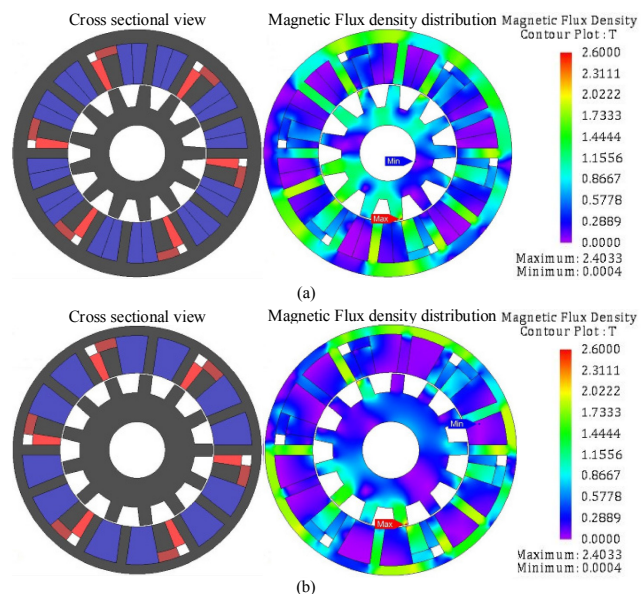 Cross sectional view
Magnetic Flux density distribution
Magnetic Flux Density
Contour Plot : T
2.6000
2.3111
2.0222
1.7333
1.4444
1.1556
0.8667
0.5778
0.2889
0.0000
Maximum: 2.4033
Minimum: 0.0004
Min
Max
(a)
Cross sectional view
Magnetic Flux density distribution
Magnetic Flux Density
Contour Plot : T
2.6000
2.3111
2.0222
1.7333
1.4444
1.1556
0.8667
0.5778
0.2889
0.0000
Maximum: 2.4033
Minimum: 0.0004
Min
Max
(b)